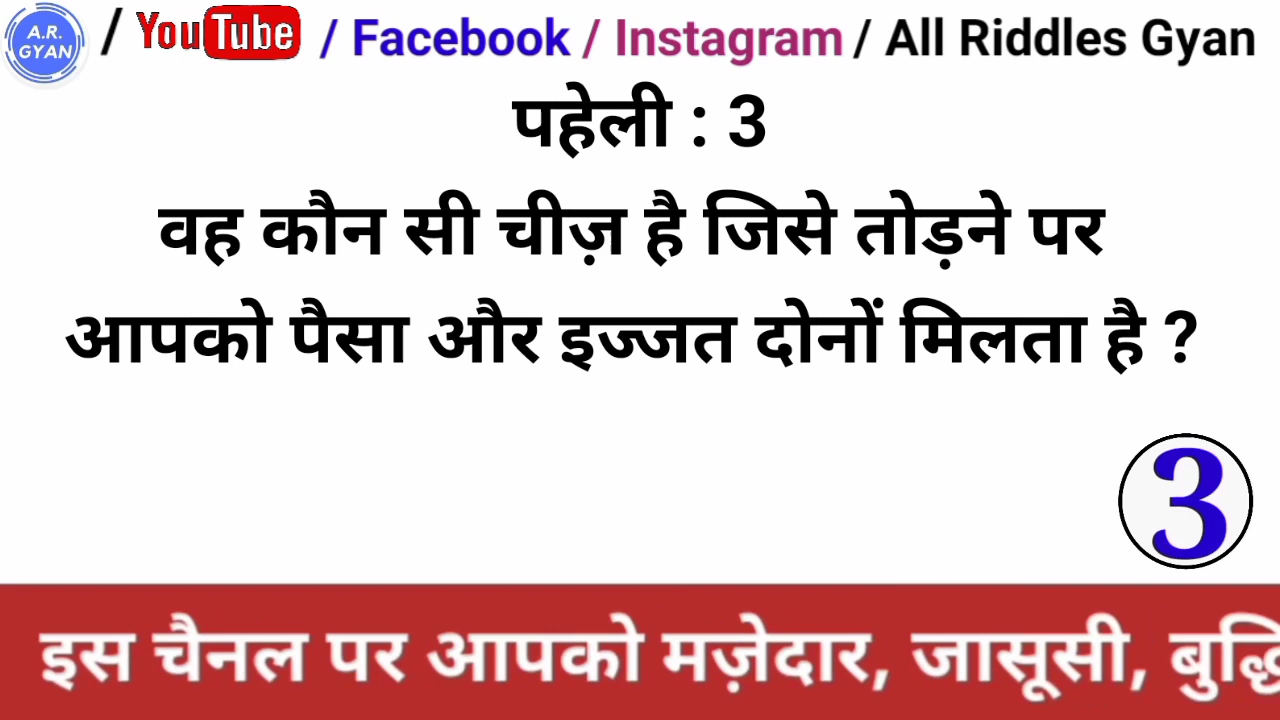 A.R.
GYAN
/ YouTube / Facebook / Instagram / All Riddles Gyan
पहेली : 3
वह कौन सी चीज़ है जिसे तोड़ने पर
आपको पैसा और इज्जत दोनों मिलता है ?
3
इस चैनल पर आपको मज़ेदार, जासूसी, बुद्धि